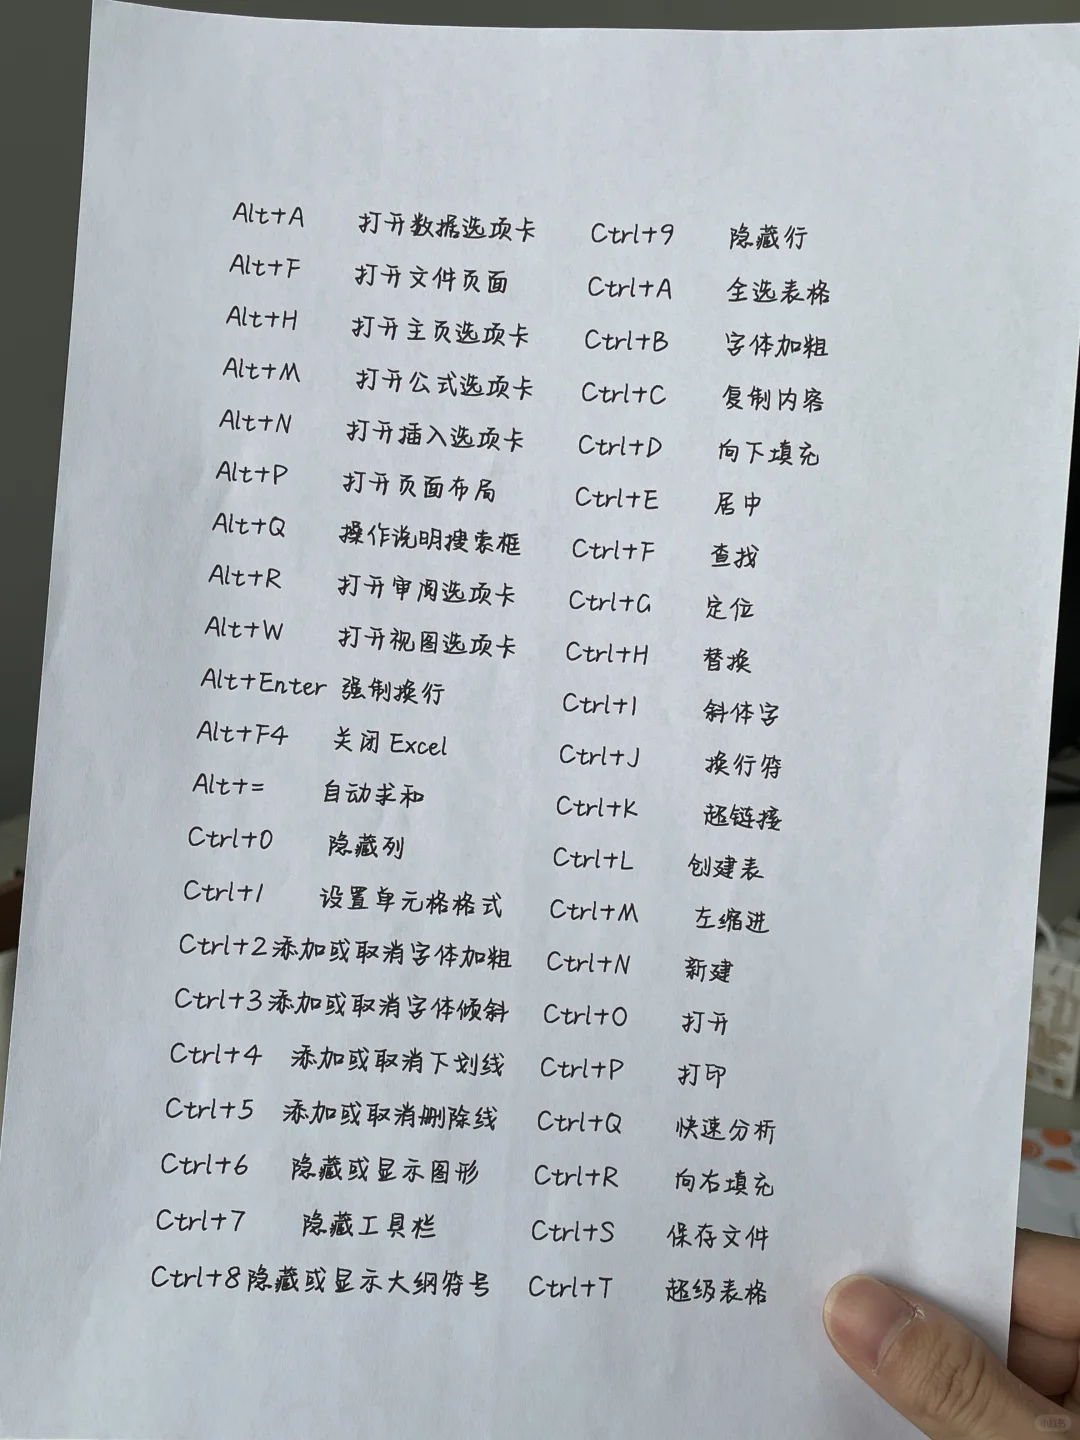 Alt+A 打开数据选项卡
Alt+F 打开文件页面
Alt+H 打开主页选项卡
Alt+M 打开公式选项卡
Alt+N 打开插入选项卡
Alt+P 打开页面布局
Alt+Q 操作说明搜索框
Alt+R 打开审阅选项卡
Alt+W 打开视图选项卡
Alt+Enter 强制换行
Alt+F4 关闭Excel
Alt+= 自动求和
Ctrl+0 隐藏列
Ctrl+1 设置单元格格式
Ctrl+2 添加或取消字体加粗
Ctrl+3 添加或取消字体倾斜
Ctrl+4 添加或取消下划线
Ctrl+5 添加或取消删除线
Ctrl+6 隐藏或显示图形
Ctrl+7 隐藏工具栏
Ctrl+8 隐藏或显示大纲符号
Ctrl+9 隐藏行
Ctrl+A 全选表格
Ctrl+B 字体加粗
Ctrl+C 复制内容
Ctrl+D 向下填充
Ctrl+E 居中
Ctrl+F 查找
Ctrl+G 定位
Ctrl+H 替换
Ctrl+I 斜体字
Ctrl+J 换行符
Ctrl+K 超链接
Ctrl+L 创建表
Ctrl+M 左缩进
Ctrl+N 新建
Ctrl+O 打开
Ctrl+P 打印
Ctrl+Q 快速分析
Ctrl+R 向右填充
Ctrl+S 保存文件
Ctrl+T 超级表格
小红书